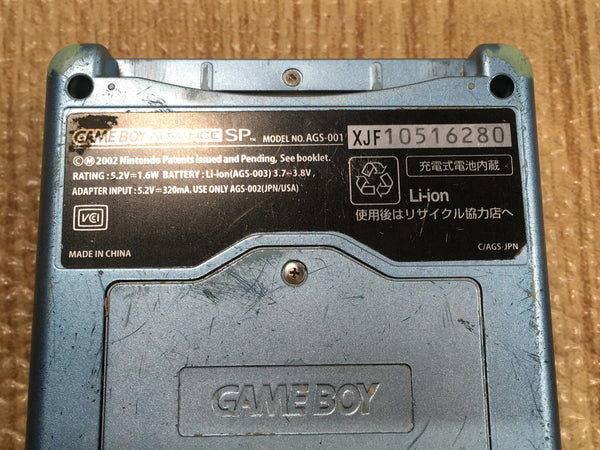 GAME BOY ADVANCE SP TM MODEL NO. AGS-001 XJF10516280
©Ⓜ 2002 Nintendo Patents Issued and Pending, See booklet.
RATING : 5.2V⎓1.6W BATTERY : Li-ion(AGS-003) 3.7⎓3.8V,
ADAPTER INPUT : 5.2V⎓320mA. USE ONLY AGS-002(JPN/USA)
VCI
MADE IN CHINA
充電式電池内蔵
Li-ion
使用後はリサイクル協力店へ
C/AGS-JPN
GAME BOY